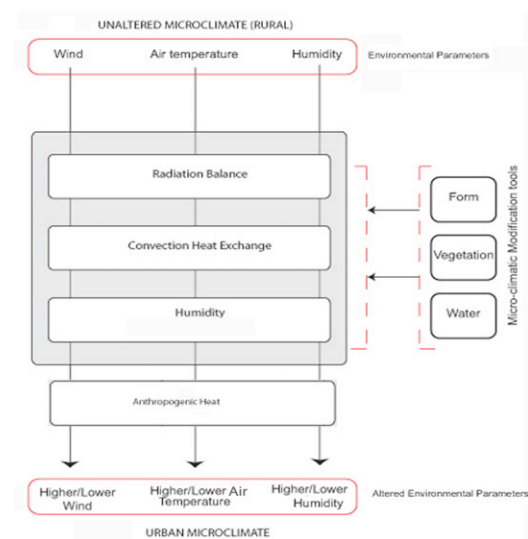 UNALTERED MICROCLIMATE (RURAL)
Wind Air temperature Humidity Environmental Parameters
Radiation Balance
Convection Heat Exchange
Humidity
Form
Vegetation
Water
Micro-climatic Modification tools
Anthropogenic Heat
Higher/Lower
Wind
Higher/Lower Air
Temperature
Higher/Lower
Humidity
Altered Environmental Parameters
URBAN MICROCLIMATE